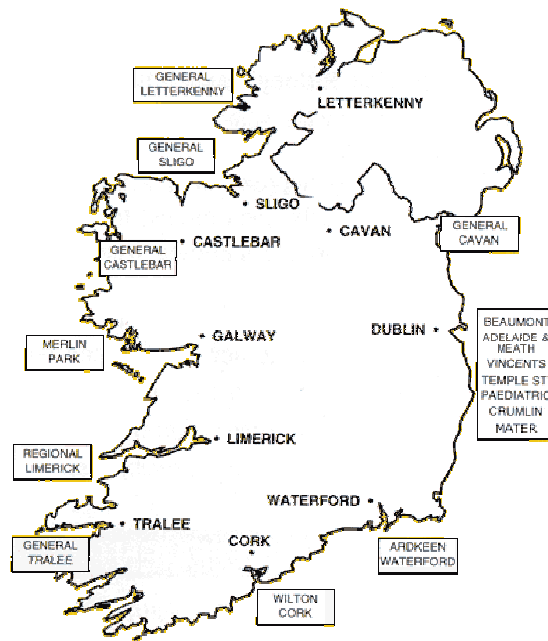 GENERAL
LETTERKENNY
LETTERKENNY
GENERAL
SLIGO
SLIGO
CAVAN
GENERAL
CAVAN
CASTLEBAR
GENERAL
CASTLEBAR
BEAUMONT
ADELAIDE &
MEATH
VINCENTS
TEMPLE ST
PAEDIATRIC
CRUMLIN
MATER
DUBLIN
GALWAY
MERLIN
PARK
LIMERICK
REGIONAL
LIMERICK
WATERFORD
TRALEE
GENERAL
TRALEE
CORK
ARDKEEN
WATERFORD
WILTON
CORK